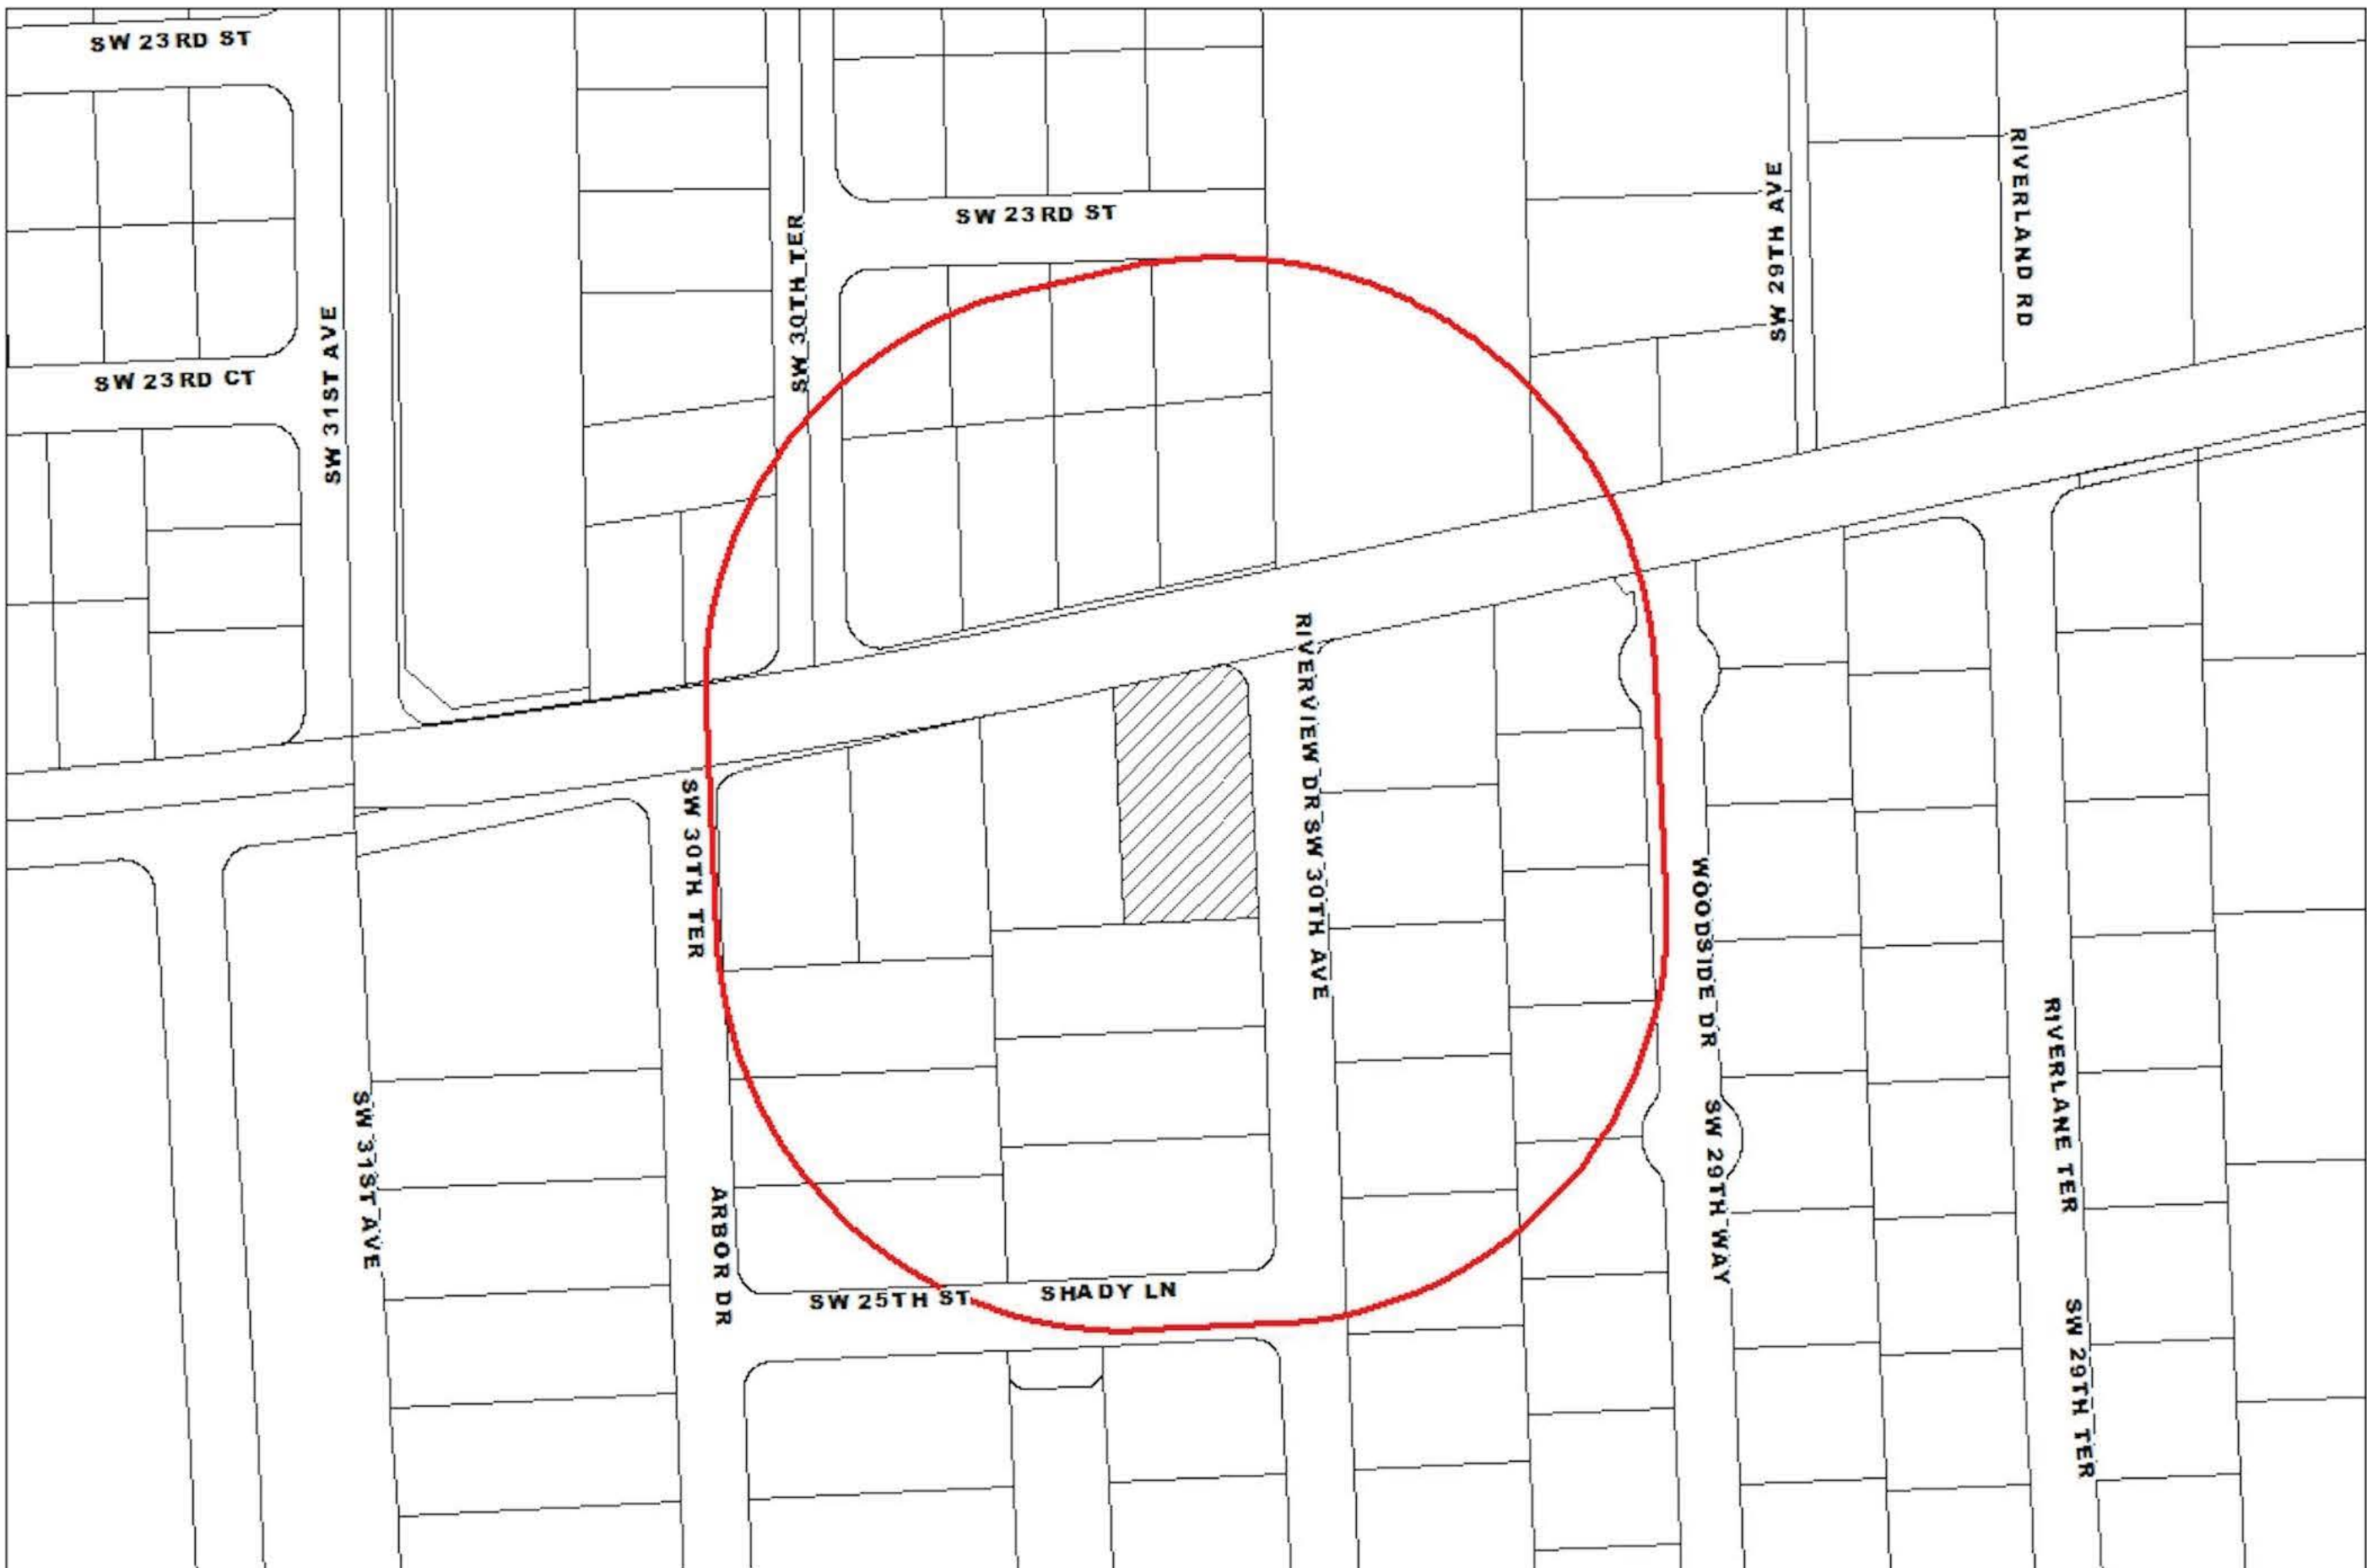 SW 23RD ST
SW 23RD ST
SW 23RD CT
SW 31ST AVE
SW 30TH TER
SW 29TH AVE
RIVERLAND RD
SW 30TH TER
RIVERVIEW DR SW 30TH AVE
WOODSIDE DR
SW 31ST AVE
ARBOR DR
SW 25TH ST
SHADY LN
SW 29TH WAY
RIVERLANE TER
SW 29TH TER